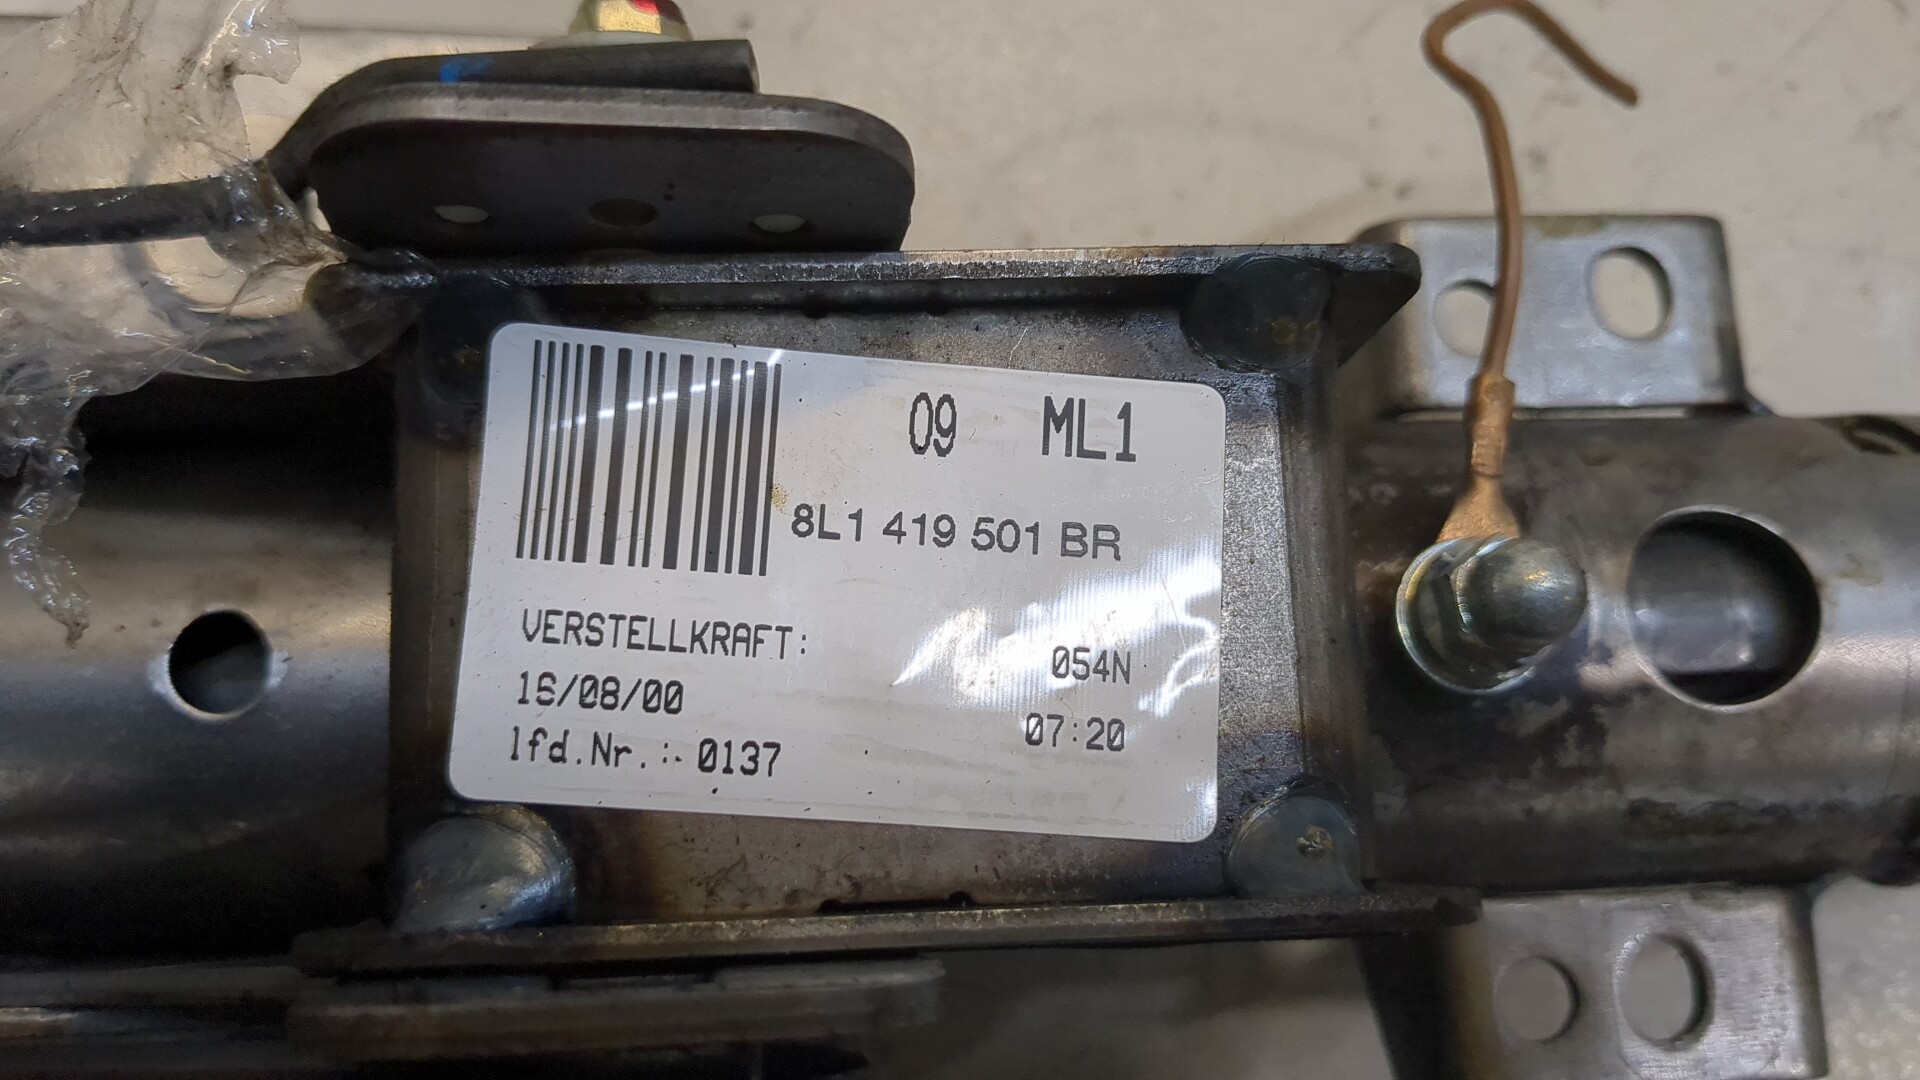 09 ML1
8L1 419 501 BR
VERSTELLKRAFT: 054N
16/08/00 07:20
lfd.Nr.: 0137